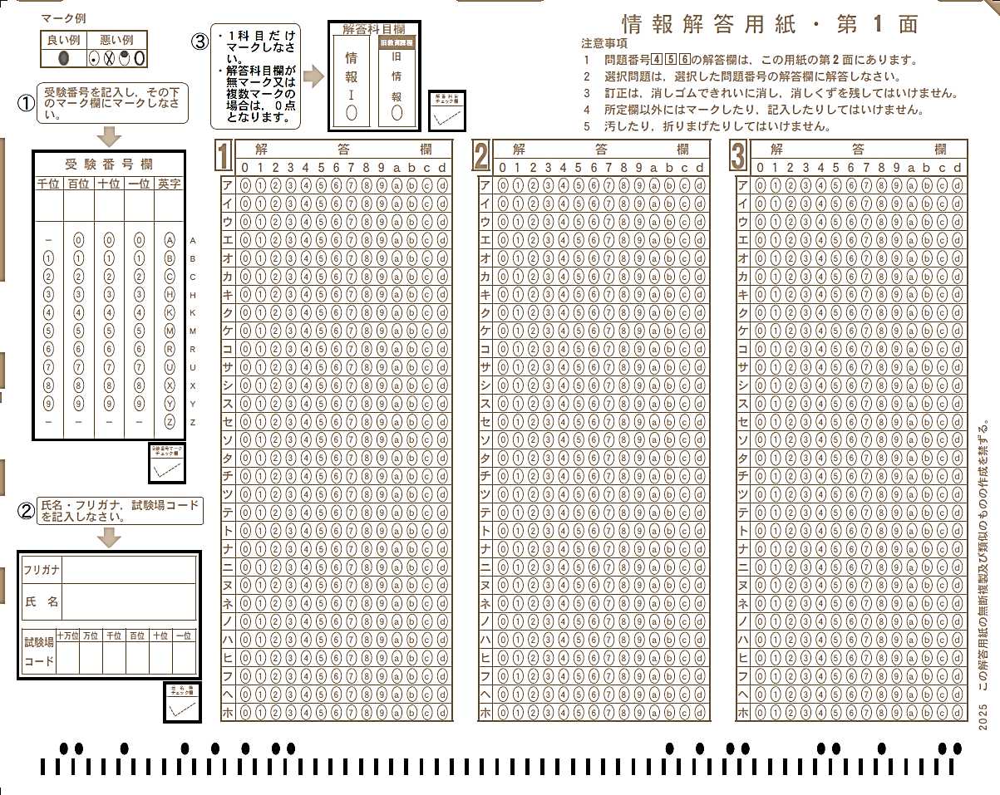 マーク例
良い例 悪い例
① 受験番号を記入し，その下
のマーク欄にマークしなさ
い。
受験番号欄
千位 百位 十位 一位 英字
－ 0 0 0 A A
1 1 1 1 B B
2 2 2 2 C C
3 3 3 3 H H
4 4 4 4 K K
5 5 5 5 M M
6 6 6 6 R R
7 7 7 7 U U
8 8 8 8 X X
9 9 9 9 Y Y
－ － － － Z Z
受験番号マーク
チェック欄
② 氏名・フリガナ，試験場コード
を記入しなさい。
フリガナ
氏 名
試験場
コード
十万位 万位 千位 百位 十位 一位
氏名等
チェック欄
③ ・１科目だけ
マークしなさ
い。
・解答科目欄が
無マーク又は
複数マークの
場合は，０点
となります。
解答科目欄
情報Ⅰ
旧教育課程
旧情報
解答科目
チェック欄
情報解答用紙・第１面
注意事項
1 問題番号4 5 6の解答欄は，この用紙の第２面にあります。
2 選択問題は，選択した問題番号の解答欄に解答しなさい。
3 訂正は，消しゴムできれいに消し，消しくずを残してはいけません。
4 所定欄以外にはマークしたり，記入したりしてはいけません。
5 汚したり，折りまげたりしてはいけません。
1 解答欄
0 1 2 3 4 5 6 7 8 9 a b c d
ア 0 1 2 3 4 5 6 7 8 9 a b c d
イ 0 1 2 3 4 5 6 7 8 9 a b c d
ウ 0 1 2 3 4 5 6 7 8 9 a b c d
エ 0 1 2 3 4 5 6 7 8 9 a b c d
オ 0 1 2 3 4 5 6 7 8 9 a b c d
カ 0 1 2 3 4 5 6 7 8 9 a b c d
キ 0 1 2 3 4 5 6 7 8 9 a b c d
ク 0 1 2 3 4 5 6 7 8 9 a b c d
ケ 0 1 2 3 4 5 6 7 8 9 a b c d
コ 0 1 2 3 4 5 6 7 8 9 a b c d
サ 0 1 2 3 4 5 6 7 8 9 a b c d
シ 0 1 2 3 4 5 6 7 8 9 a b c d
ス 0 1 2 3 4 5 6 7 8 9 a b c d
セ 0 1 2 3 4 5 6 7 8 9 a b c d
ソ 0 1 2 3 4 5 6 7 8 9 a b c d
タ 0 1 2 3 4 5 6 7 8 9 a b c d
チ 0 1 2 3 4 5 6 7 8 9 a b c d
ツ 0 1 2 3 4 5 6 7 8 9 a b c d
テ 0 1 2 3 4 5 6 7 8 9 a b c d
ト 0 1 2 3 4 5 6 7 8 9 a b c d
ナ 0 1 2 3 4 5 6 7 8 9 a b c d
ニ 0 1 2 3 4 5 6 7 8 9 a b c d
ヌ 0 1 2 3 4 5 6 7 8 9 a b c d
ネ 0 1 2 3 4 5 6 7 8 9 a b c d
ノ 0 1 2 3 4 5 6 7 8 9 a b c d
ハ 0 1 2 3 4 5 6 7 8 9 a b c d
ヒ 0 1 2 3 4 5 6 7 8 9 a b c d
フ 0 1 2 3 4 5 6 7 8 9 a b c d
ヘ 0 1 2 3 4 5 6 7 8 9 a b c d
ホ 0 1 2 3 4 5 6 7 8 9 a b c d
2 解答欄
0 1 2 3 4 5 6 7 8 9 a b c d
ア 0 1 2 3 4 5 6 7 8 9 a b c d
イ 0 1 2 3 4 5 6 7 8 9 a b c d
ウ 0 1 2 3 4 5 6 7 8 9 a b c d
エ 0 1 2 3 4 5 6 7 8 9 a b c d
オ 0 1 2 3 4 5 6 7 8 9 a b c d
カ 0 1 2 3 4 5 6 7 8 9 a b c d
キ 0 1 2 3 4 5 6 7 8 9 a b c d
ク 0 1 2 3 4 5 6 7 8 9 a b c d
ケ 0 1 2 3 4 5 6 7 8 9 a b c d
コ 0 1 2 3 4 5 6 7 8 9 a b c d
サ 0 1 2 3 4 5 6 7 8 9 a b c d
シ 0 1 2 3 4 5 6 7 8 9 a b c d
ス 0 1 2 3 4 5 6 7 8 9 a b c d
セ 0 1 2 3 4 5 6 7 8 9 a b c d
ソ 0 1 2 3 4 5 6 7 8 9 a b c d
タ 0 1 2 3 4 5 6 7 8 9 a b c d
チ 0 1 2 3 4 5 6 7 8 9 a b c d
ツ 0 1 2 3 4 5 6 7 8 9 a b c d
テ 0 1 2 3 4 5 6 7 8 9 a b c d
ト 0 1 2 3 4 5 6 7 8 9 a b c d
ナ 0 1 2 3 4 5 6 7 8 9 a b c d
ニ 0 1 2 3 4 5 6 7 8 9 a b c d
ヌ 0 1 2 3 4 5 6 7 8 9 a b c d
ネ 0 1 2 3 4 5 6 7 8 9 a b c d
ノ 0 1 2 3 4 5 6 7 8 9 a b c d
ハ 0 1 2 3 4 5 6 7 8 9 a b c d
ヒ 0 1 2 3 4 5 6 7 8 9 a b c d
フ 0 1 2 3 4 5 6 7 8 9 a b c d
ヘ 0 1 2 3 4 5 6 7 8 9 a b c d
ホ 0 1 2 3 4 5 6 7 8 9 a b c d
3 解答欄
0 1 2 3 4 5 6 7 8 9 a b c d
ア 0 1 2 3 4 5 6 7 8 9 a b c d
イ 0 1 2 3 4 5 6 7 8 9 a b c d
ウ 0 1 2 3 4 5 6 7 8 9 a b c d
エ 0 1 2 3 4 5 6 7 8 9 a b c d
オ 0 1 2 3 4 5 6 7 8 9 a b c d
カ 0 1 2 3 4 5 6 7 8 9 a b c d
キ 0 1 2 3 4 5 6 7 8 9 a b c d
ク 0 1 2 3 4 5 6 7 8 9 a b c d
ケ 0 1 2 3 4 5 6 7 8 9 a b c d
コ 0 1 2 3 4 5 6 7 8 9 a b c d
サ 0 1 2 3 4 5 6 7 8 9 a b c d
シ 0 1 2 3 4 5 6 7 8 9 a b c d
ス 0 1 2 3 4 5 6 7 8 9 a b c d
セ 0 1 2 3 4 5 6 7 8 9 a b c d
ソ 0 1 2 3 4 5 6 7 8 9 a b c d
タ 0 1 2 3 4 5 6 7 8 9 a b c d
チ 0 1 2 3 4 5 6 7 8 9 a b c d
ツ 0 1 2 3 4 5 6 7 8 9 a b c d
テ 0 1 2 3 4 5 6 7 8 9 a b c d
ト 0 1 2 3 4 5 6 7 8 9 a b c d
ナ 0 1 2 3 4 5 6 7 8 9 a b c d
ニ 0 1 2 3 4 5 6 7 8 9 a b c d
ヌ 0 1 2 3 4 5 6 7 8 9 a b c d
ネ 0 1 2 3 4 5 6 7 8 9 a b c d
ノ 0 1 2 3 4 5 6 7 8 9 a b c d
ハ 0 1 2 3 4 5 6 7 8 9 a b c d
ヒ 0 1 2 3 4 5 6 7 8 9 a b c d
フ 0 1 2 3 4 5 6 7 8 9 a b c d
ヘ 0 1 2 3 4 5 6 7 8 9 a b c d
ホ 0 1 2 3 4 5 6 7 8 9 a b c d
2025 この解答用紙の無断複製及び類似のものの作成を禁ずる。